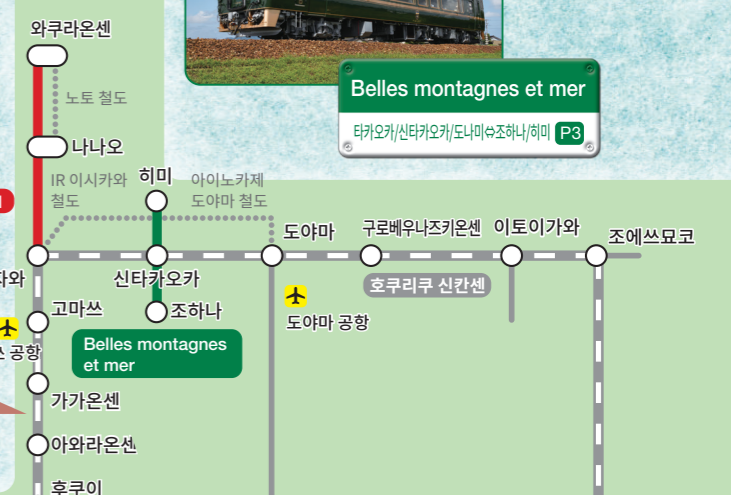 와쿠라온센
노토 철도
나나오
Belles montagnes et mer
타카오카/신타카오카/도나미⇔조하나/히미 P3
IR 이시카와
철도
히미
아이노카제
도야마 철도
도야마
구로베우나즈키온센
이토이가와
조에쓰묘코
신타카오카
호쿠리쿠 신칸센
고마쓰
조하나
도야마 공항
공항
Belles montagnes
et mer
가가온센
아와라온센
후쿠이